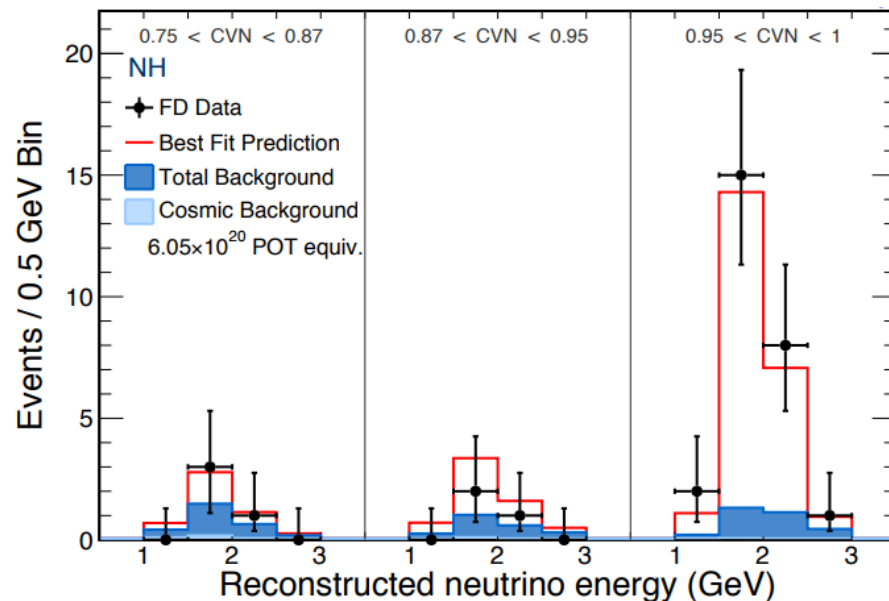 0.75 < CVN < 0.87
0.87 < CVN < 0.95
0.95 < CVN < 1
NH
FD Data
Best Fit Prediction
Total Background
Cosmic Background
6.05×10²⁰ POT equiv.
Events / 0.5 GeV Bin
20
15
10
5
0
1 2 3 1 2 3 1 2 3
Reconstructed neutrino energy (GeV)